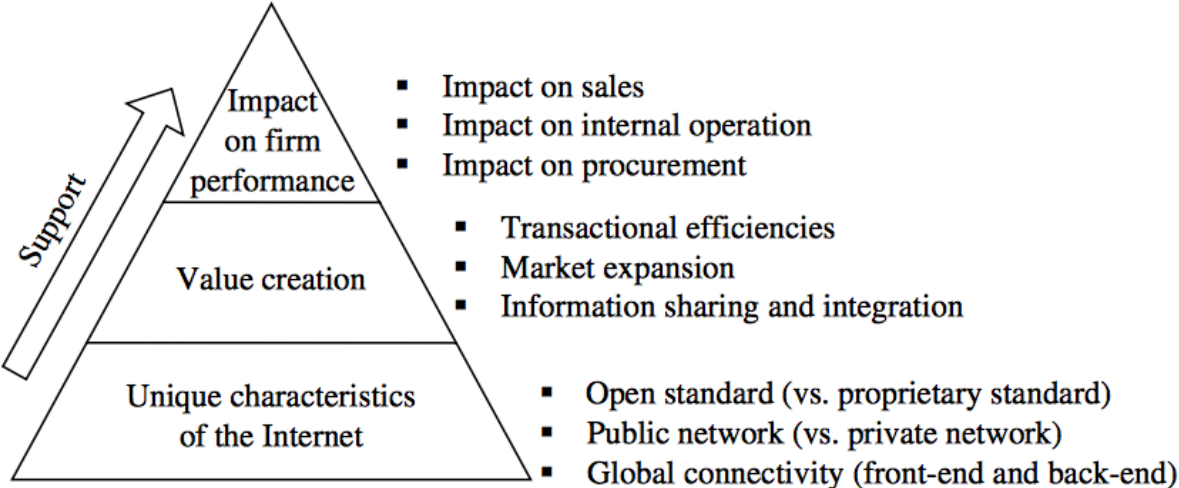 Impact
on firm
performance
▪ Impact on sales
▪ Impact on internal operation
▪ Impact on procurement
Support
Value creation
▪ Transactional efficiencies
▪ Market expansion
▪ Information sharing and integration
Unique characteristics
of the Internet
▪ Open standard (vs. proprietary standard)
▪ Public network (vs. private network)
▪ Global connectivity (front-end and back-end)